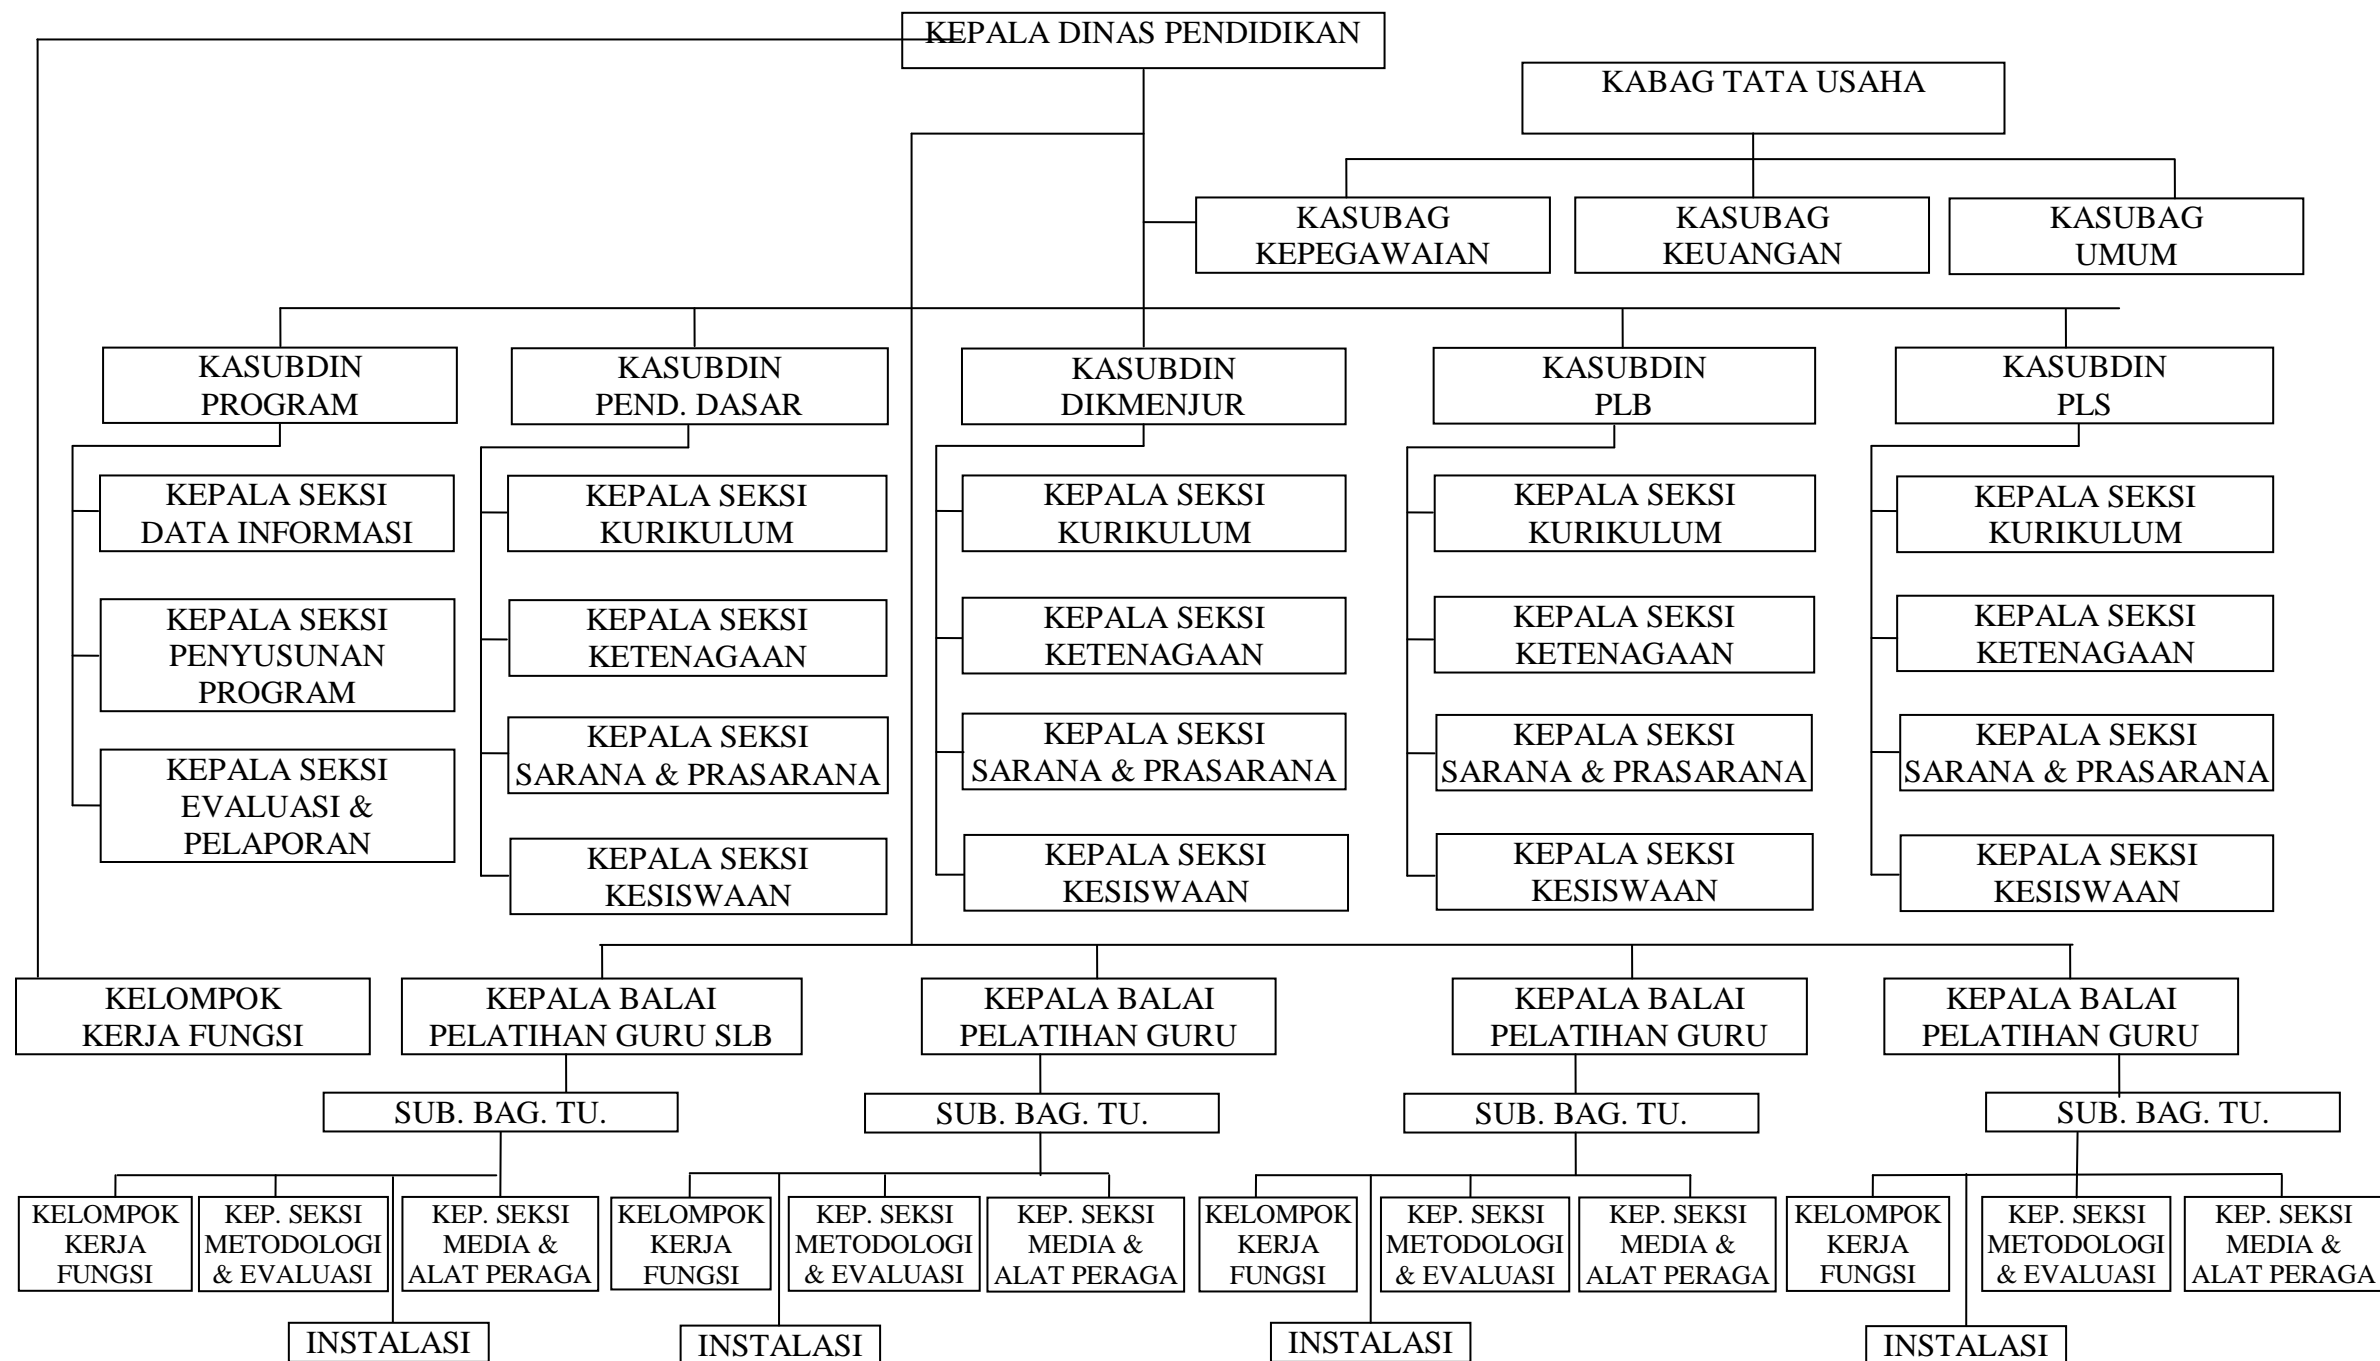 KEPALA DINAS PENDIDIKAN
KABAG TATA USAHA
KASUBAG
KEPEGAWAIAN
KASUBAG
KEUANGAN
KASUBAG
UMUM
KASUBDIN
PROGRAM
KASUBDIN
PEND. DASAR
KASUBDIN
DIKMENJUR
KASUBDIN
PLB
KASUBDIN
PLS
KEPALA SEKSI
DATA INFORMASI
KEPALA SEKSI
KURIKULUM
KEPALA SEKSI
KURIKULUM
KEPALA SEKSI
KURIKULUM
KEPALA SEKSI
KURIKULUM
KEPALA SEKSI
PENYUSUNAN
PROGRAM
KEPALA SEKSI
KETENAGAAN
KEPALA SEKSI
KETENAGAAN
KEPALA SEKSI
KETENAGAAN
KEPALA SEKSI
KETENAGAAN
KEPALA SEKSI
EVALUASI &
PELAPORAN
KEPALA SEKSI
SARANA & PRASARANA
KEPALA SEKSI
SARANA & PRASARANA
KEPALA SEKSI
SARANA & PRASARANA
KEPALA SEKSI
SARANA & PRASARANA
KEPALA SEKSI
KESISWAAN
KEPALA SEKSI
KESISWAAN
KEPALA SEKSI
KESISWAAN
KEPALA SEKSI
KESISWAAN
KELOMPOK
KERJA FUNGSI
KEPALA BALAI
PELATIHAN GURU SLB
KEPALA BALAI
PELATIHAN GURU
KEPALA BALAI
PELATIHAN GURU
KEPALA BALAI
PELATIHAN GURU
SUB. BAG. TU.
SUB. BAG. TU.
SUB. BAG. TU.
SUB. BAG. TU.
KELOMPOK
KERJA
FUNGSI
KEP. SEKSI
METODOLOGI
& EVALUASI
KEP. SEKSI
MEDIA &
ALAT PERAGA
KELOMPOK
KERJA
FUNGSI
KEP. SEKSI
METODOLOGI
& EVALUASI
KEP. SEKSI
MEDIA &
ALAT PERAGA
KELOMPOK
KERJA
FUNGSI
KEP. SEKSI
METODOLOGI
& EVALUASI
KEP. SEKSI
MEDIA &
ALAT PERAGA
KELOMPOK
KERJA
FUNGSI
KEP. SEKSI
METODOLOGI
& EVALUASI
KEP. SEKSI
MEDIA &
ALAT PERAGA
INSTALASI
INSTALASI
INSTALASI
INSTALASI